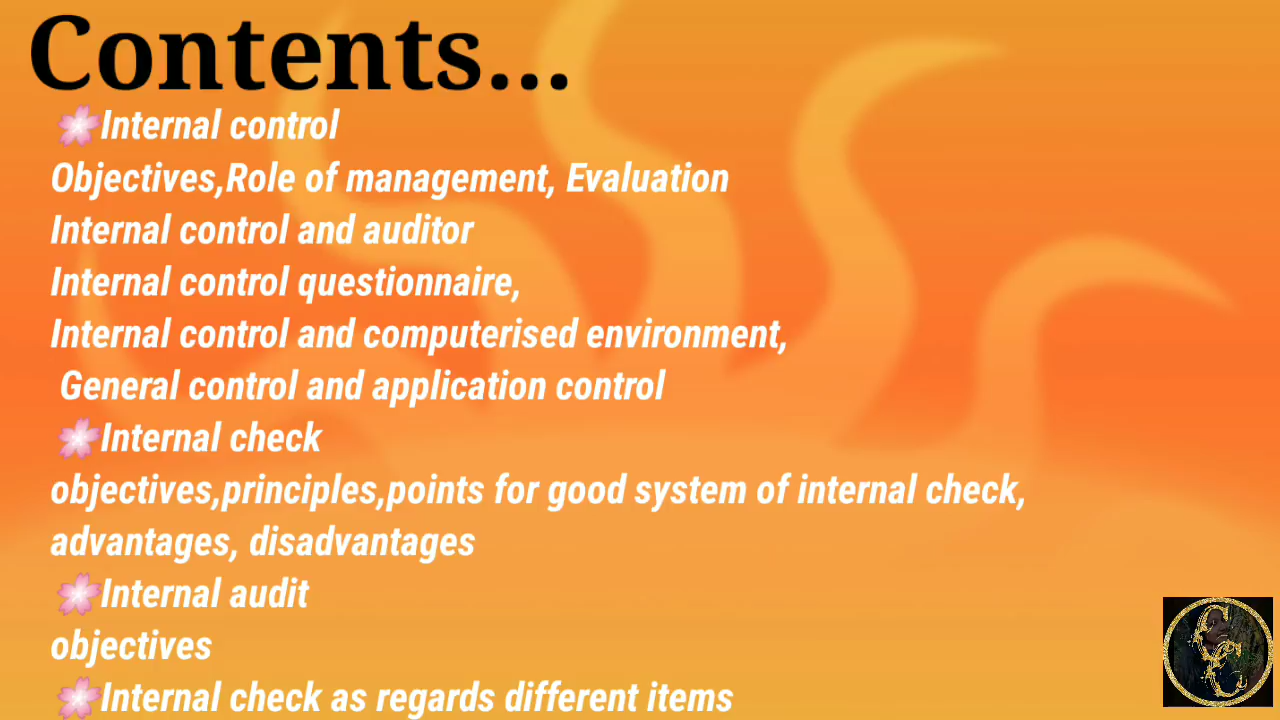 Contents...
🌸Internal control
Objectives,Role of management, Evaluation
Internal control and auditor
Internal control questionnaire,
Internal control and computerised environment,
General control and application control
🌸Internal check
objectives,principles,points for good system of internal check,
advantages, disadvantages
🌸Internal audit
objectives
🌸Internal check as regards different items